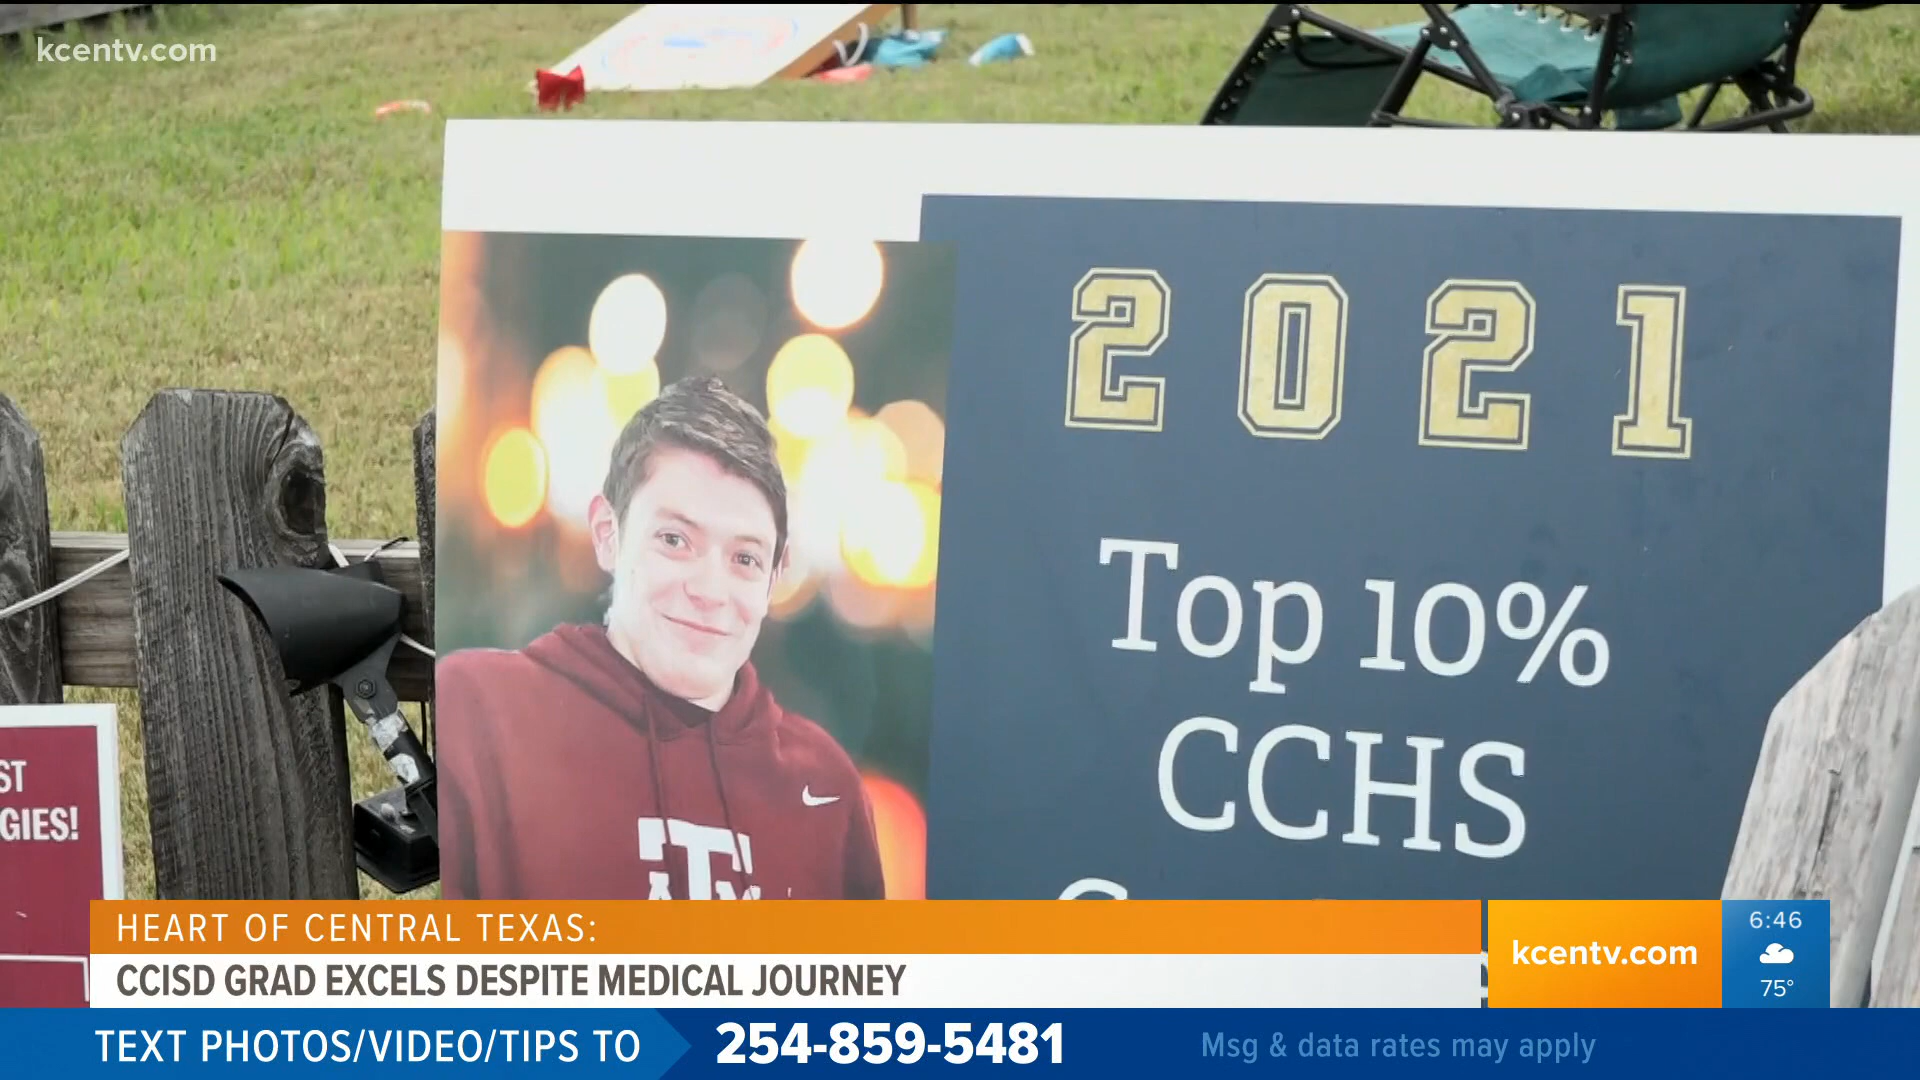 kcentv.com
2021
Top 10%
CCHS
ST
GIES!
HEART OF CENTRAL TEXAS:
CCISD GRAD EXCELS DESPITE MEDICAL JOURNEY
kcentv.com
6:46
75°
TEXT PHOTOS/VIDEO/TIPS TO
254-859-5481
Msg & data rates may apply